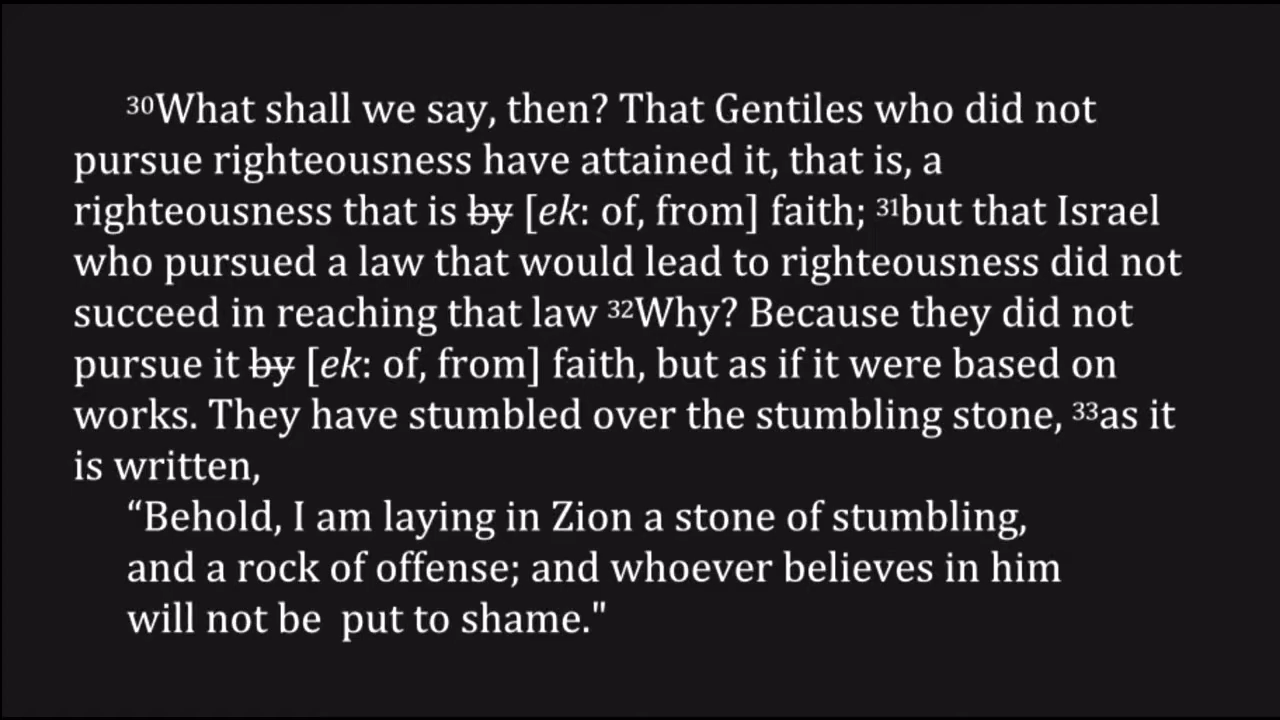 30What shall we say, then? That Gentiles who did not
pursue righteousness have attained it, that is, a
righteousness that is by [ek: of, from] faith; 31but that Israel
who pursued a law that would lead to righteousness did not
succeed in reaching that law 32Why? Because they did not
pursue it by [ek: of, from] faith, but as if it were based on
works. They have stumbled over the stumbling stone, 33as it
is written,
“Behold, I am laying in Zion a stone of stumbling,
and a rock of offense; and whoever believes in him
will not be  put to shame."